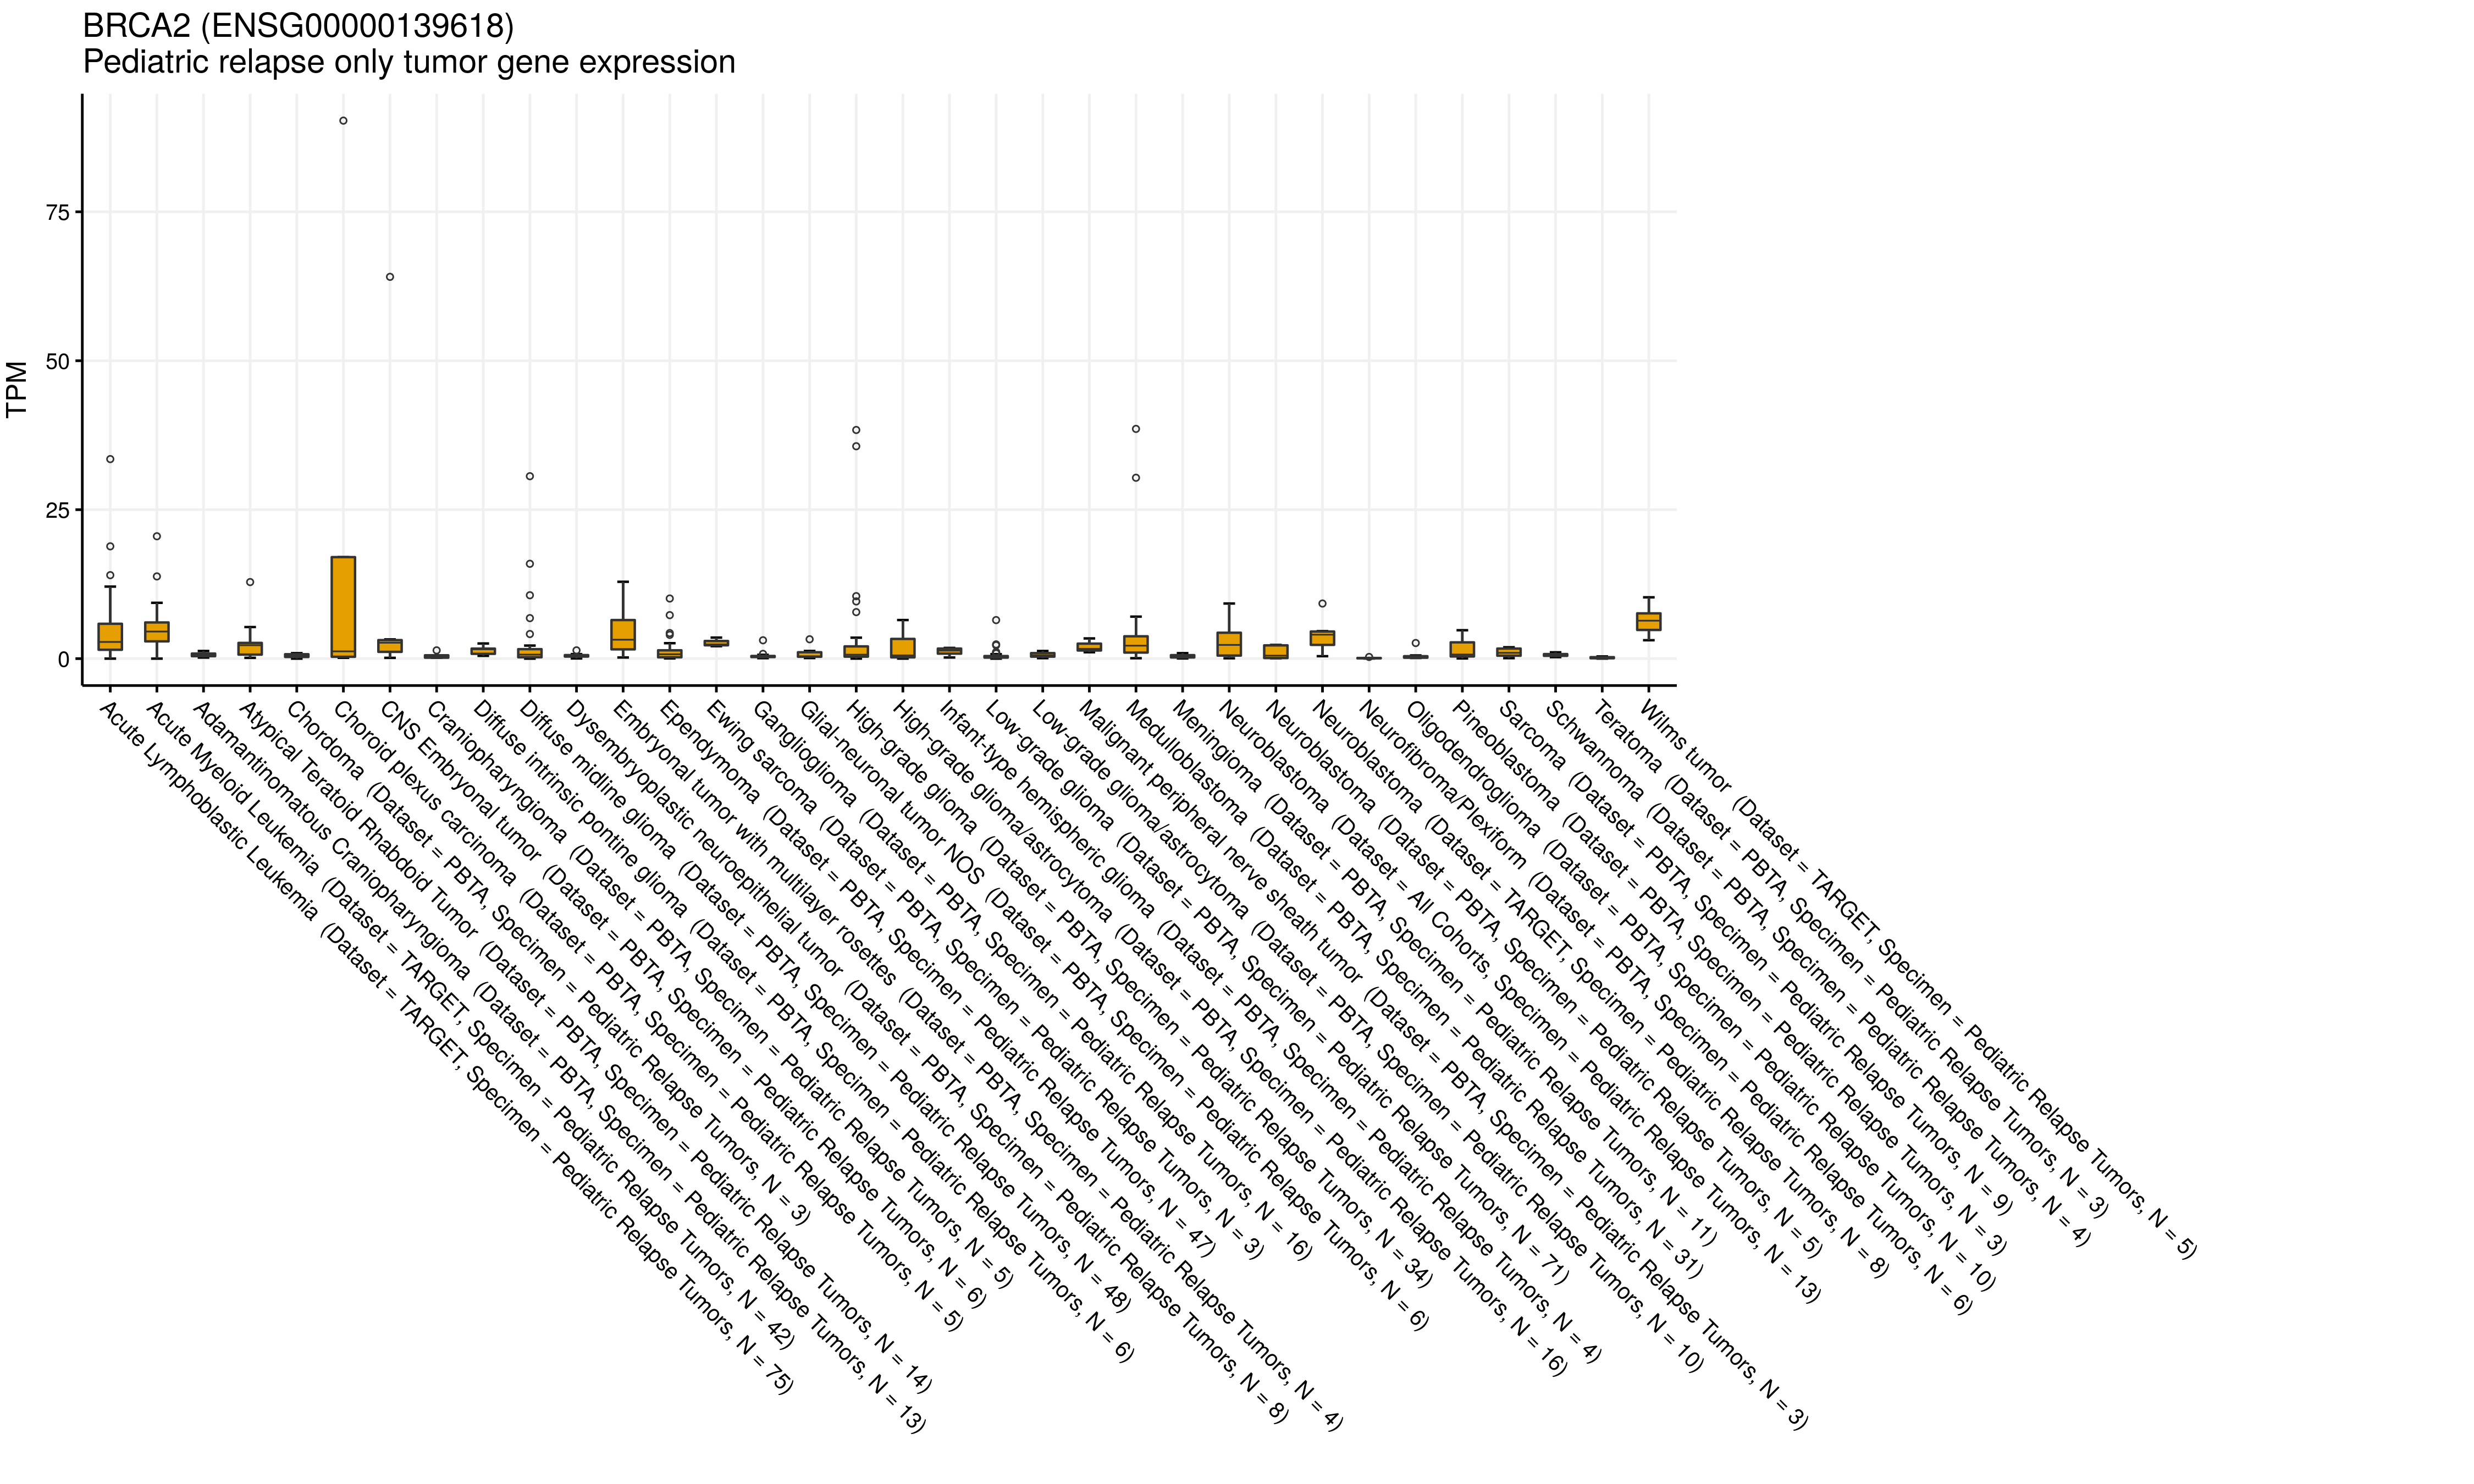 BRCA2 (ENSG00000139618)
Pediatric relapse only tumor gene expression
TPM
75
50
25
0
Acute Lymphoblastic Leukemia (Dataset = TARGET, Specimen = Pediatric Relapse Tumors, N = 75)
Acute Myeloid Leukemia (Dataset = TARGET, Specimen = Pediatric Relapse Tumors, N = 42)
Adamantinomatous Craniopharyngioma (Dataset = PBTA, Specimen = Pediatric Relapse Tumors, N = 13)
Atypical Teratoid Rhabdoid Tumor (Dataset = PBTA, Specimen = Pediatric Relapse Tumors, N = 14)
Chordoma (Dataset = PBTA, Specimen = Pediatric Relapse Tumors, N = 3)
Choroid plexus carcinoma (Dataset = PBTA, Specimen = Pediatric Relapse Tumors, N = 5)
CNS Embryonal tumor (Dataset = PBTA, Specimen = Pediatric Relapse Tumors, N = 6)
Craniopharyngioma (Dataset = PBTA, Specimen = Pediatric Relapse Tumors, N = 5)
Diffuse intrinsic pontine glioma (Dataset = PBTA, Specimen = Pediatric Relapse Tumors, N = 6)
Diffuse midline glioma (Dataset = PBTA, Specimen = Pediatric Relapse Tumors, N = 48)
Dysembryoplastic neuroepithelial tumor (Dataset = PBTA, Specimen = Pediatric Relapse Tumors, N = 8)
Embryonal tumor with multilayer rosettes (Dataset = PBTA, Specimen = Pediatric Relapse Tumors, N = 4)
Ependymoma (Dataset = PBTA, Specimen = Pediatric Relapse Tumors, N = 47)
Ewing sarcoma (Dataset = PBTA, Specimen = Pediatric Relapse Tumors, N = 3)
Ganglioglioma (Dataset = PBTA, Specimen = Pediatric Relapse Tumors, N = 16)
Glial-neuronal tumor NOS (Dataset = PBTA, Specimen = Pediatric Relapse Tumors, N = 6)
High-grade glioma (Dataset = PBTA, Specimen = Pediatric Relapse Tumors, N = 34)
High-grade glioma/astrocytoma (Dataset = PBTA, Specimen = Pediatric Relapse Tumors, N = 16)
Infant-type hemispheric glioma (Dataset = PBTA, Specimen = Pediatric Relapse Tumors, N = 4)
Low-grade glioma (Dataset = PBTA, Specimen = Pediatric Relapse Tumors, N = 71)
Low-grade glioma/astrocytoma (Dataset = PBTA, Specimen = Pediatric Relapse Tumors, N = 10)
Malignant peripheral nerve sheath tumor (Dataset = PBTA, Specimen = Pediatric Relapse Tumors, N = 3)
Medulloblastoma (Dataset = PBTA, Specimen = Pediatric Relapse Tumors, N = 31)
Meningioma (Dataset = PBTA, Specimen = Pediatric Relapse Tumors, N = 11)
Neuroblastoma (Dataset = All Cohorts, Specimen = Pediatric Relapse Tumors, N = 13)
Neuroblastoma (Dataset = PBTA, Specimen = Pediatric Relapse Tumors, N = 5)
Neuroblastoma (Dataset = TARGET, Specimen = Pediatric Relapse Tumors, N = 8)
Neurofibroma/Plexiform (Dataset = PBTA, Specimen = Pediatric Relapse Tumors, N = 6)
Oligodendroglioma (Dataset = PBTA, Specimen = Pediatric Relapse Tumors, N = 10)
Pineoblastoma (Dataset = PBTA, Specimen = Pediatric Relapse Tumors, N = 3)
Sarcoma (Dataset = PBTA, Specimen = Pediatric Relapse Tumors, N = 9)
Schwannoma (Dataset = PBTA, Specimen = Pediatric Relapse Tumors, N = 4)
Teratoma (Dataset = PBTA, Specimen = Pediatric Relapse Tumors, N = 3)
Wilms tumor (Dataset = TARGET, Specimen = Pediatric Relapse Tumors, N = 5)